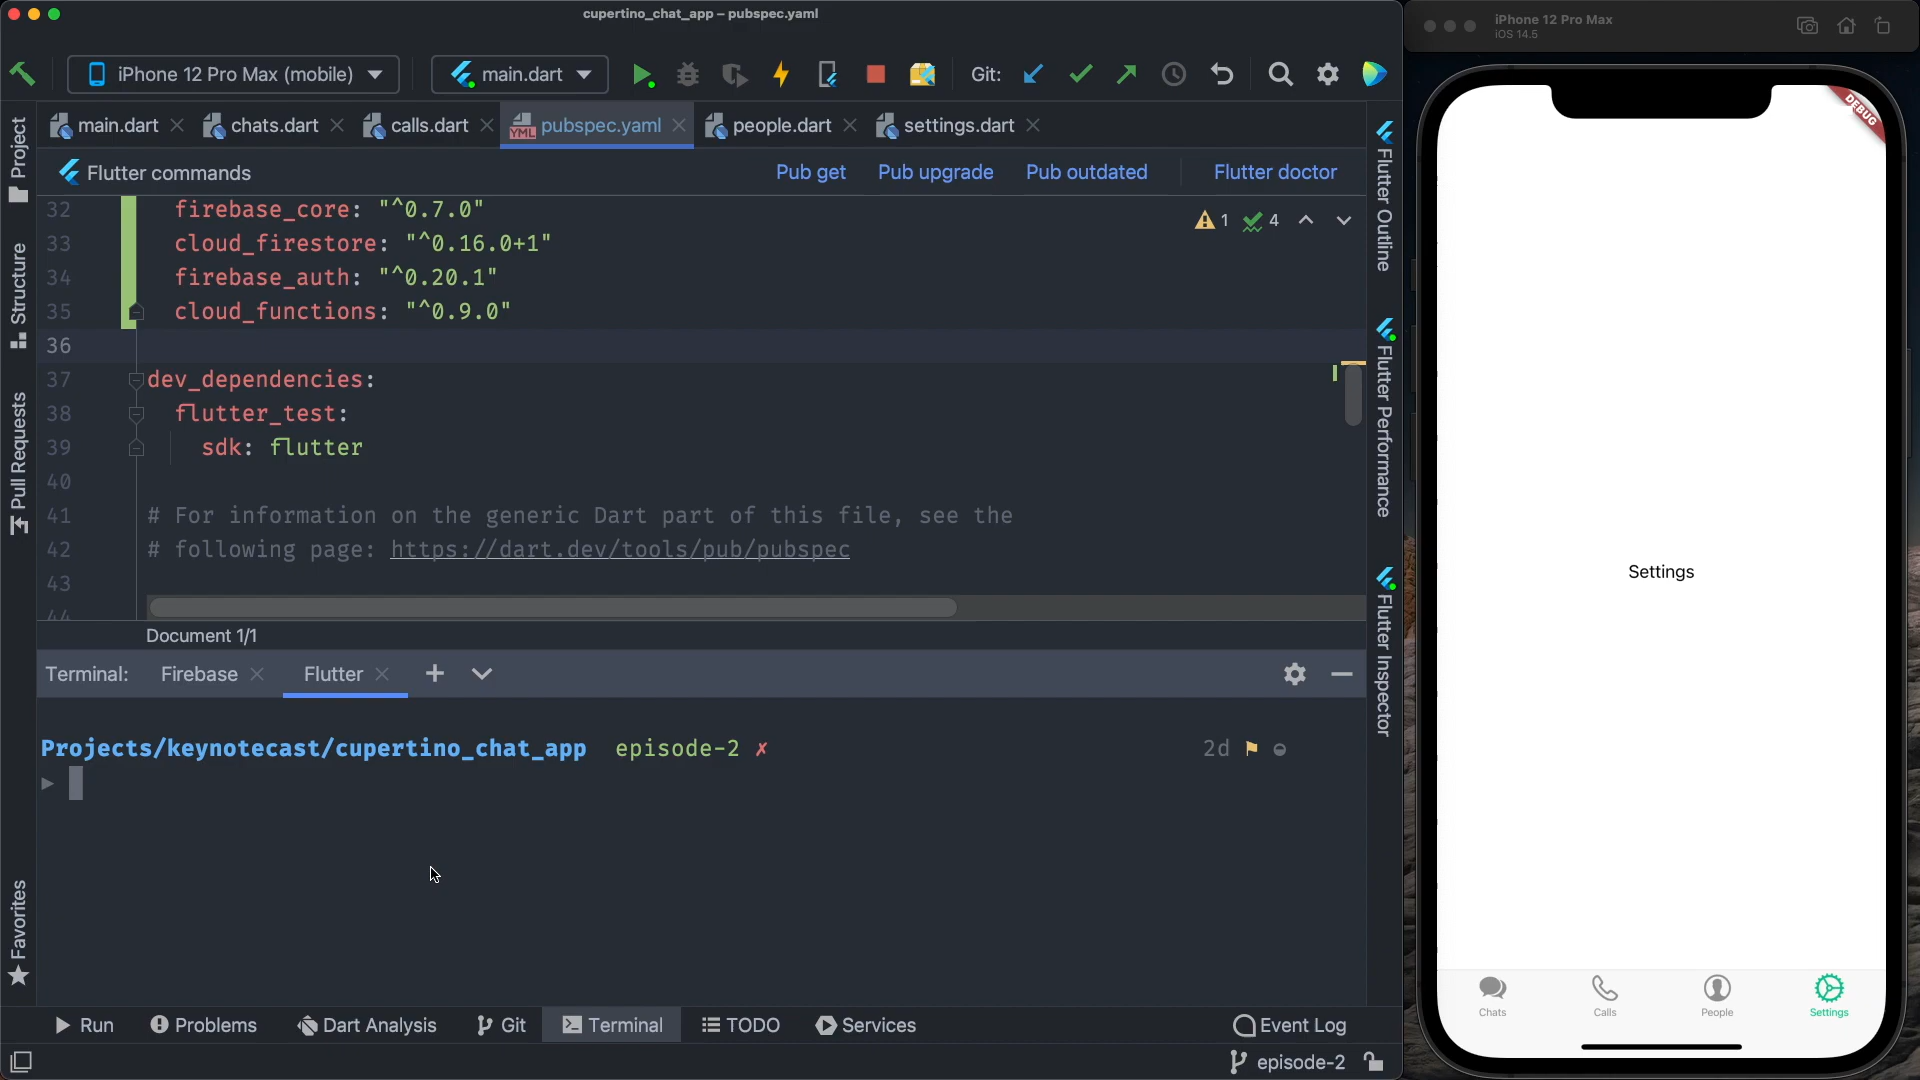 cupertino_chat_app – pubspec.yaml
iPhone 12 Pro Max (mobile)
main.dart
Git:
main.dart
chats.dart
calls.dart
YML
pubspec.yaml
people.dart
settings.dart
Flutter commands
Pub get
Pub upgrade
Pub outdated
Flutter doctor
32 firebase_core: "^0.7.0"
33 cloud_firestore: "^0.16.0+1"
34 firebase_auth: "^0.20.1"
35 cloud_functions: "^0.9.0"
36
37 dev_dependencies:
38 flutter_test:
39 sdk: flutter
40
41 # For information on the generic Dart part of this file, see the
42 # following page: https://dart.dev/tools/pub/pubspec
43
44
1 4
Document 1/1
Terminal:
Firebase
Flutter
Projects/keynotecast/cupertino_chat_app episode-2 ✗
2d
Project
Structure
Pull Requests
Favorites
Flutter Outline
Flutter Performance
Flutter Inspector
Run
Problems
Dart Analysis
Git
Terminal
TODO
Services
Event Log
episode-2
iPhone 12 Pro Max
iOS 14.5
DEBUG
Settings
Chats
Calls
People
Settings